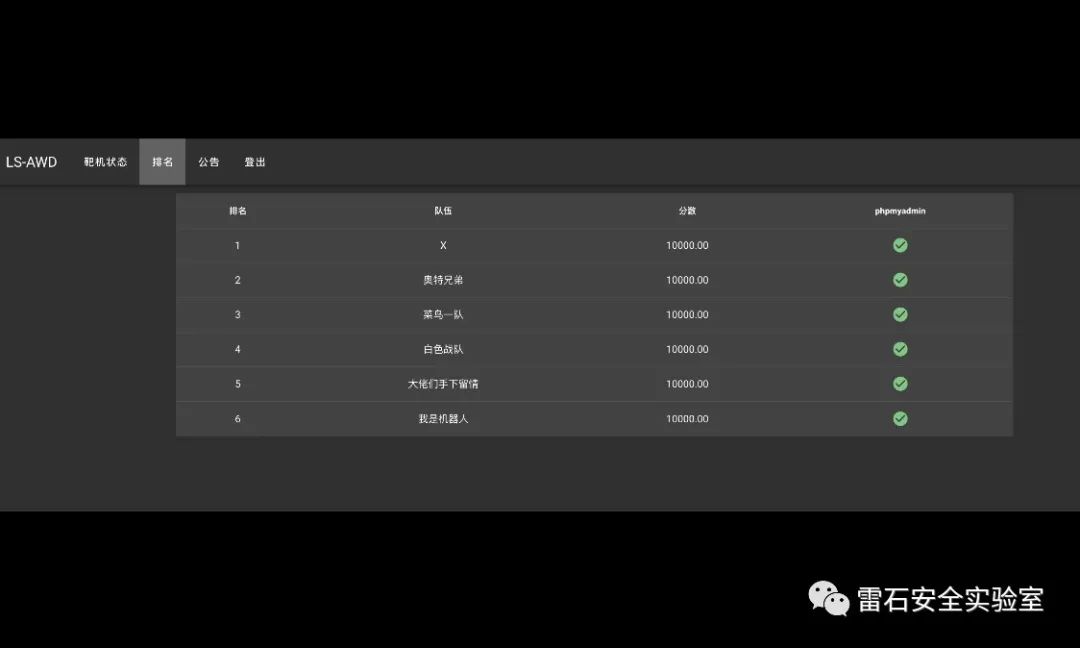 LS-AWD 靶机状态 排名 公告 登出
排名 队伍 分数 phpmyadmin
1 X 10000.00
2 奥特兄弟 10000.00
3 菜鸟一队 10000.00
4 白色战队 10000.00
5 大佬们手下留情 10000.00
6 我是机器人 10000.00
雷石安全实验室